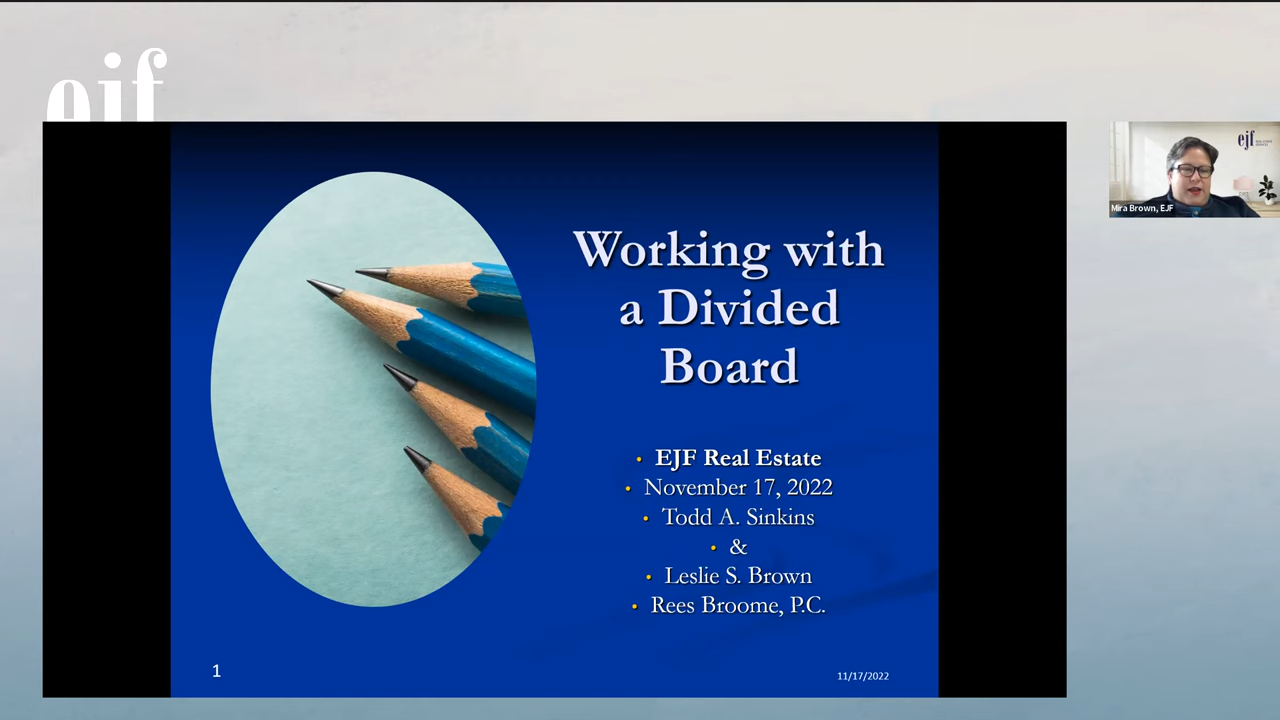 ejf
Working with
a Divided
Board
• EJF Real Estate
• November 17, 2022
• Todd A. Sinkins
• &
• Leslie S. Brown
• Rees Broome, P.C.
1
11/17/2022
ejf
Mira Brown, EJF